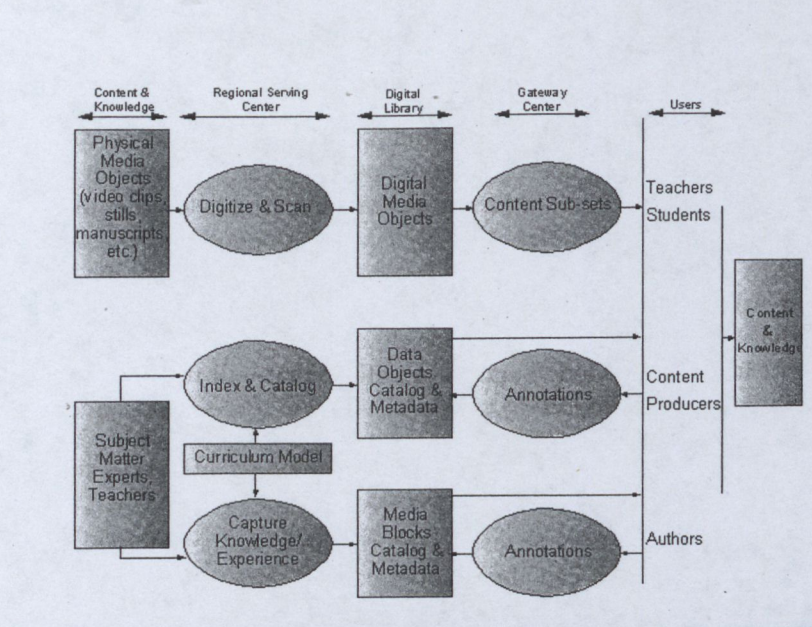 Content &
Knowledge
Regional Serving
Center
Digital
Library
Gateway
Center
Users
Physical
Media
Objects
(video clips,
stills,
manuscripts,
etc.)
Digitize & Scan
Digital
Media
Objects
Content Sub-sets
Teachers
Students
Content
&
Knowledge
Index & Catalog
Data
Objects
Catalog &
Metadata
Annotations
Content
Producers
Subject
Matter
Experts,
Teachers
Curriculum Model
Capture
Knowledge/
Experience
Media
Blocks
Catalog &
Metadata
Annotations
Authors